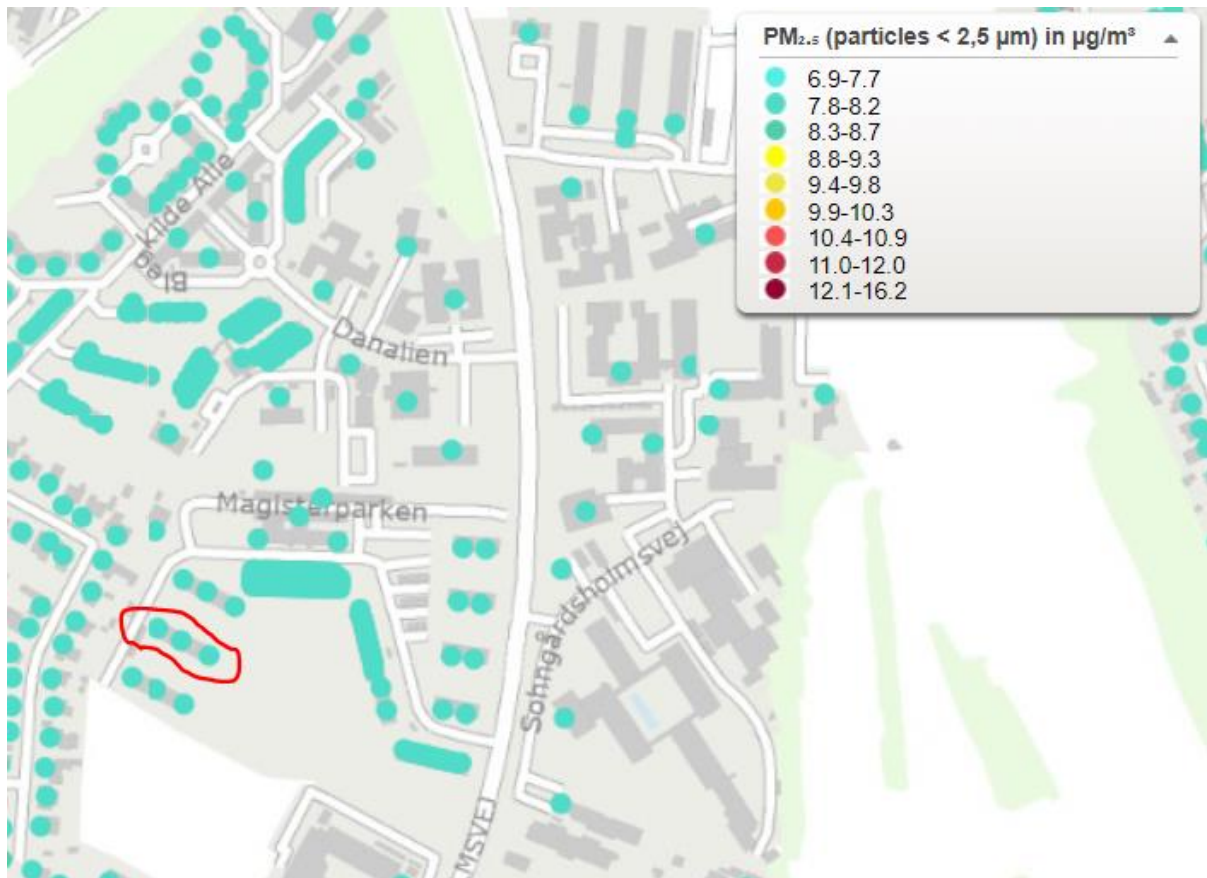 PM₂.₅ (particles < 2,5 µm) in µg/m³
6.9-7.7
7.8-8.2
8.3-8.7
8.8-9.3
9.4-9.8
9.9-10.3
10.4-10.9
11.0-12.0
12.1-16.2
Kilde Alle
Bleg
Danalien
Magisterparken
Sohngårdsholmsvej
MSVEJ